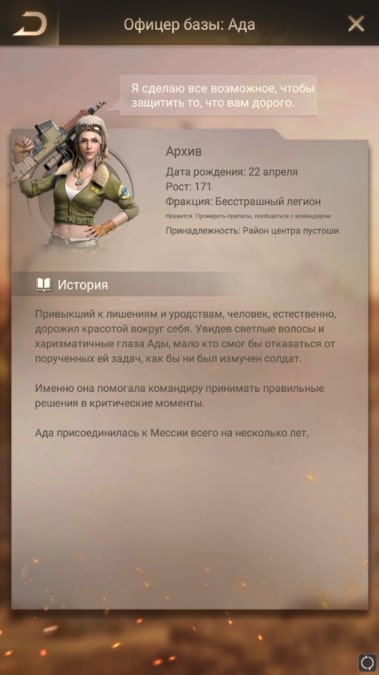 Офицер базы: Ада
Я сделаю все возможное, чтобы
защитить то, что вам дорого.
Архив
Дата рождения: 22 апреля
Рост: 171
Фракция: Бесстрашный легион
Нравится: Проверить припасы, пообщаться с командиром
Принадлежность: Район центра пустоши
История
Привыкший к лишениям и уродствам, человек, естественно,
дорожил красотой вокруг себя. Увидев светлые волосы и
харизматичные глаза Ады, мало кто смог бы отказаться от
порученных ей задач, как бы ни был измучен солдат.
Именно она помогала командиру принимать правильные
решения в критические моменты.
Ада присоединилась к Мессии всего на несколько лет,